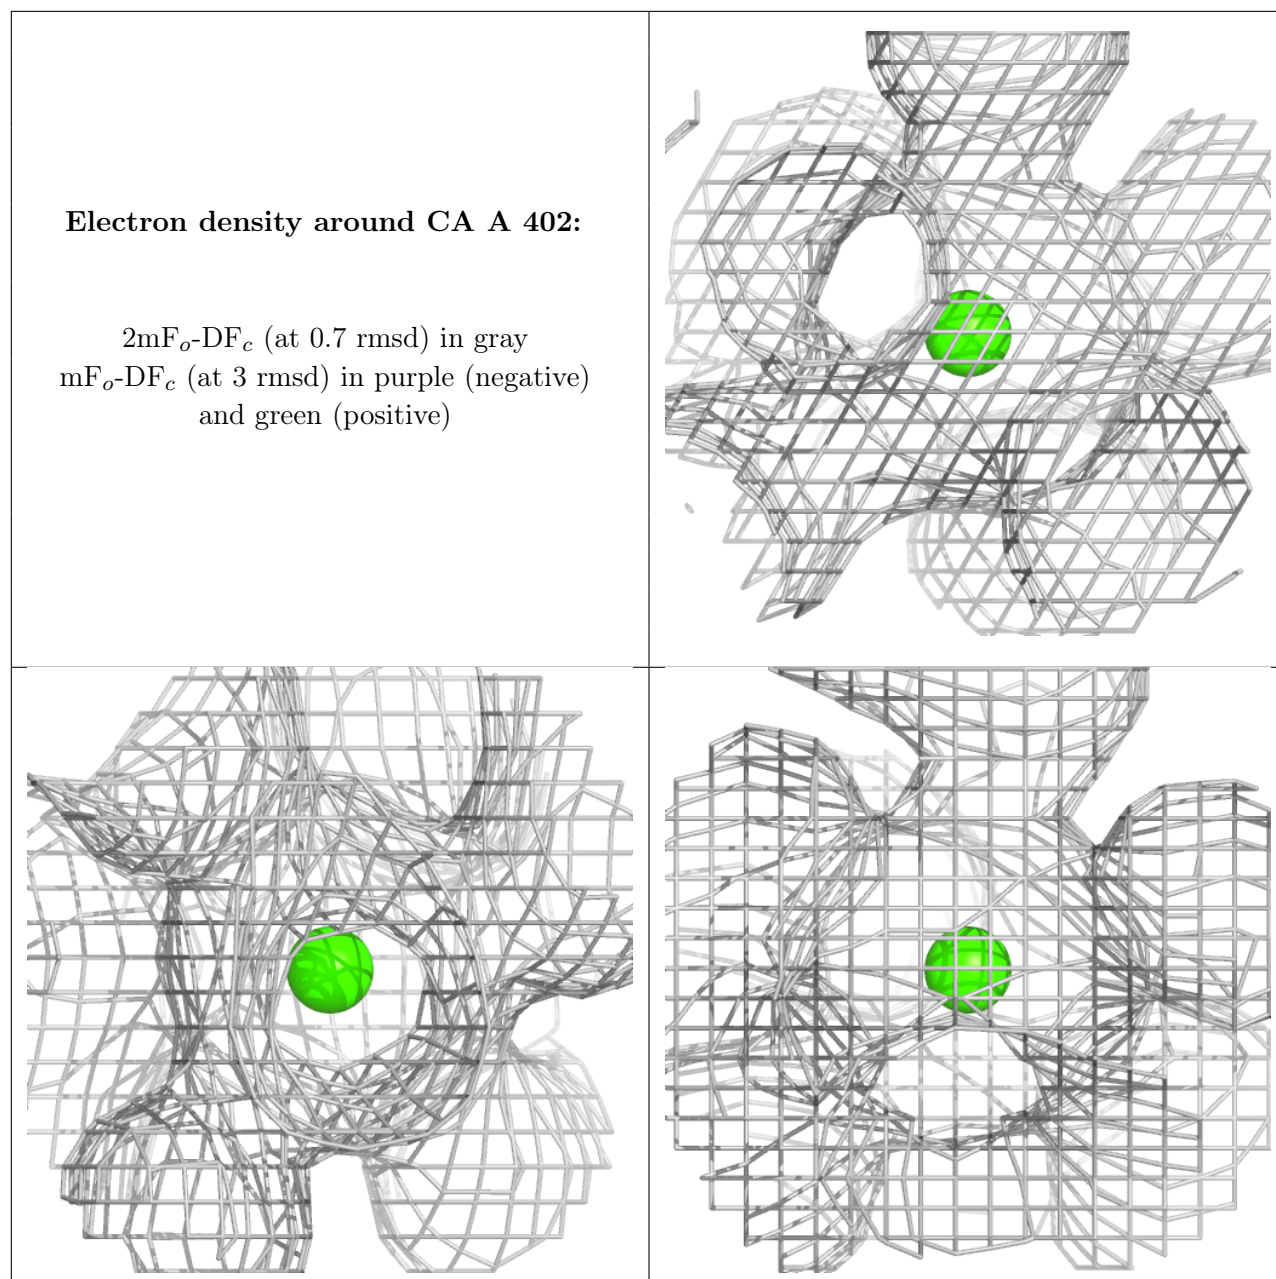 Electron density around CA A 402:
2mFo-DFc (at 0.7 rmsd) in gray
mFo-DFc (at 3 rmsd) in purple (negative)
and green (positive)